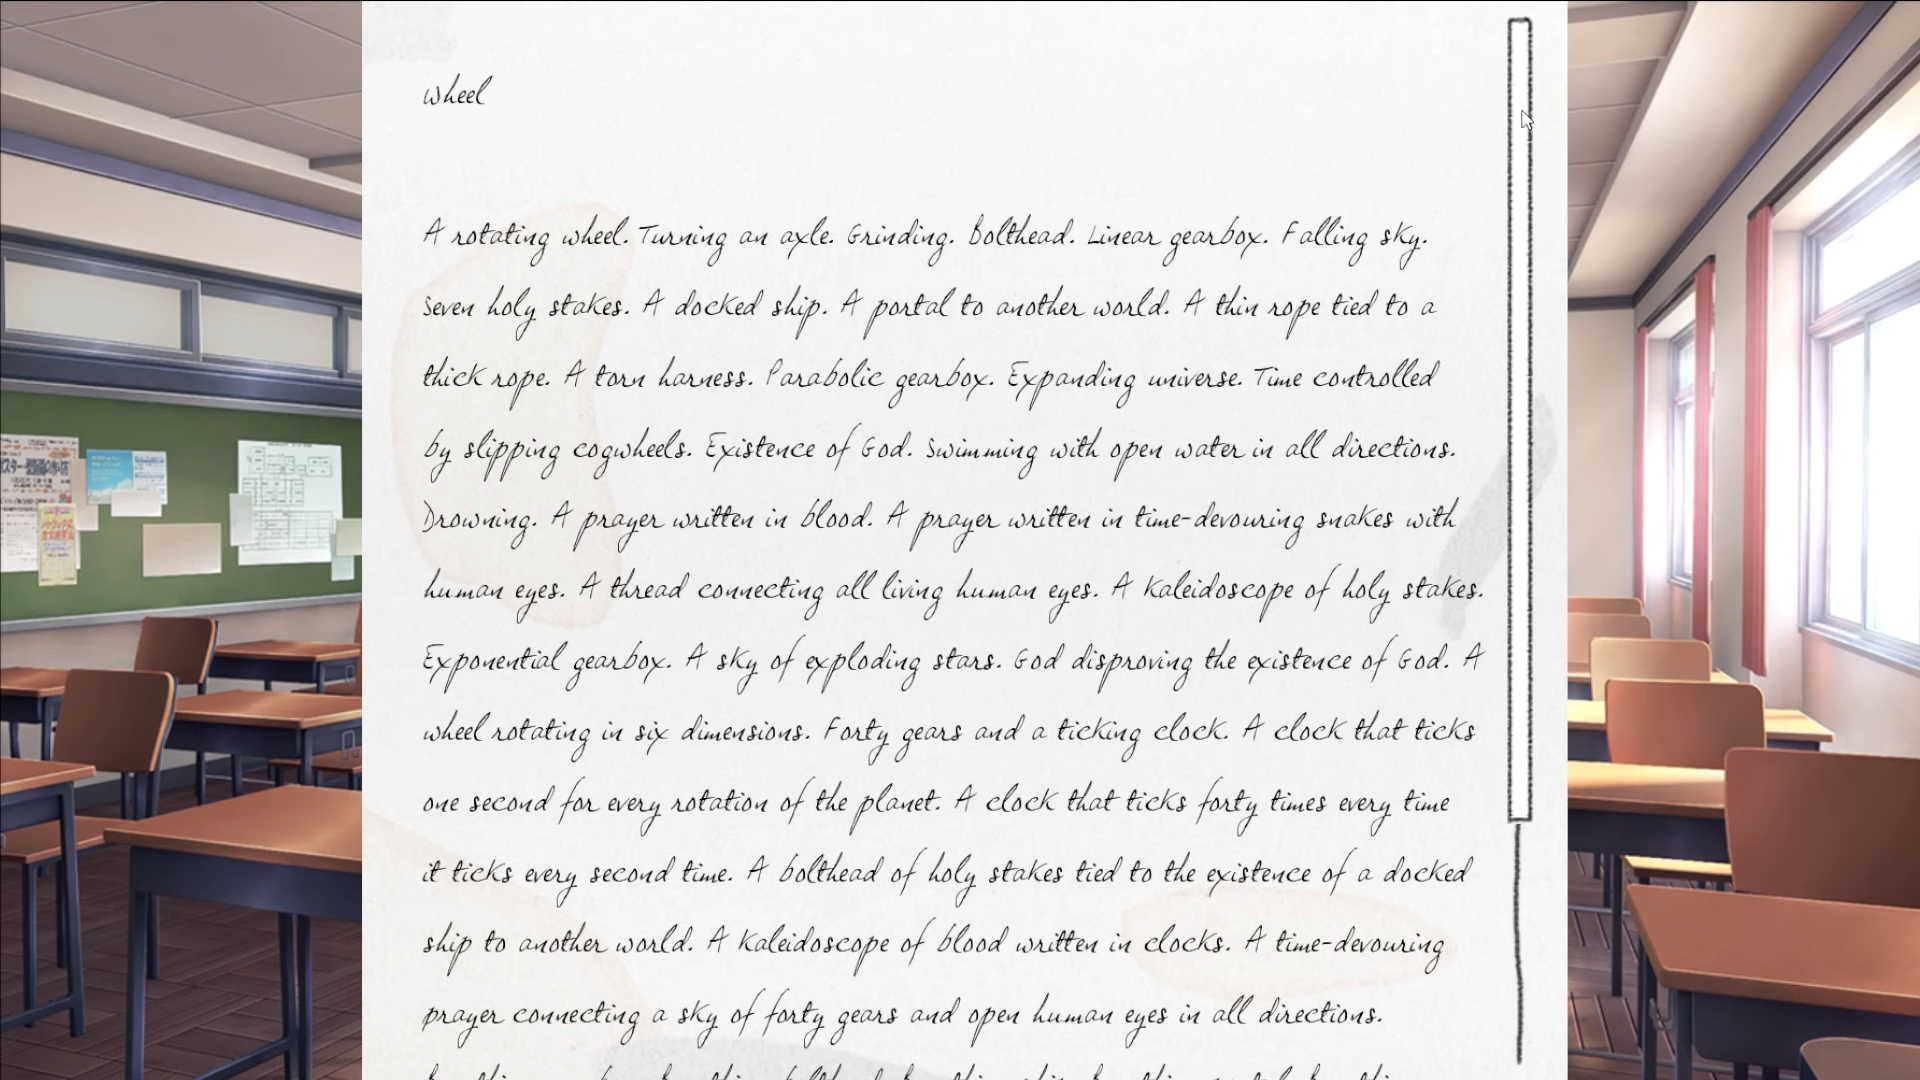 wheel
A rotating wheel. Turning an axle. Grinding. Bolthead. Linear gearbox. Falling sky.
Seven holy stakes. A docked ship. A portal to another world. A thin rope tied to a
thick rope. A torn harness. Parabolic gearbox. Expanding universe. Time controlled
by slipping cogwheels. Existence of God. Swimming with open water in all directions.
Drowning. A prayer written in blood. A prayer written in time-devouring snakes with
human eyes. A thread connecting all living human eyes. A kaleidoscope of holy stakes.
Exponential gearbox. A sky of exploding stars. God disproving the existence of God. A
wheel rotating in six dimensions. Forty gears and a ticking clock. A clock that ticks
one second for every rotation of the planet. A clock that ticks forty times every time
it ticks every second time. A bolthead of holy stakes tied to the existence of a docked
ship to another world. A kaleidoscope of blood written in clocks. A time-devouring
prayer connecting a sky of forty gears and open human eyes in all directions.